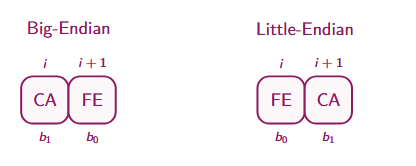 Big-Endian Little-Endian
i i + 1 i i + 1
CA FE FE CA
b₁ b₀ b₀ b₁